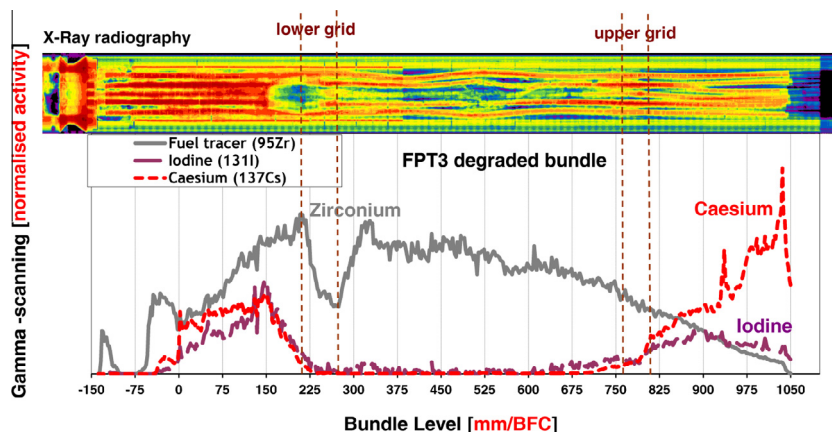 X-Ray radiography
lower grid
upper grid
Fuel tracer (95Zr)
Iodine (131I)
Caesium (137Cs)
FPT3 degraded bundle
Zirconium
Caesium
Iodine
Gamma -scanning [normalised activity]
-150 -75 0 75 150 225 300 375 450 525 600 675 750 825 900 975 1050
Bundle Level [mm/BFC]